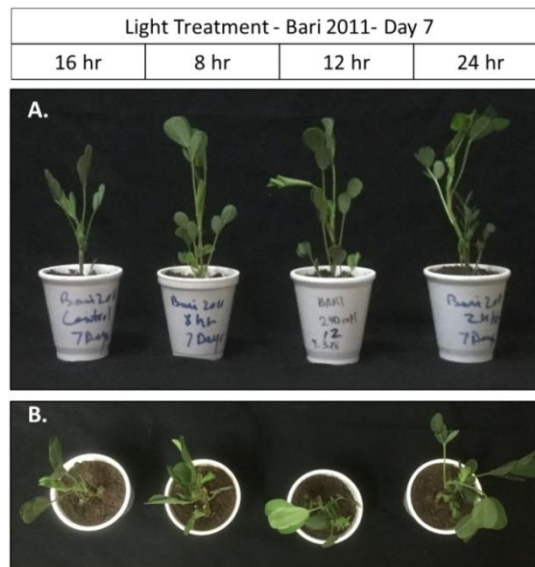 Light Treatment - Bari 2011- Day 7
16 hr 8 hr 12 hr 24 hr
A.
Bari 2011
Control
7 Days
Bari 2011
8 hr
7 Days
BARI
12
Bari 2011
24 hr
7 Days
B.